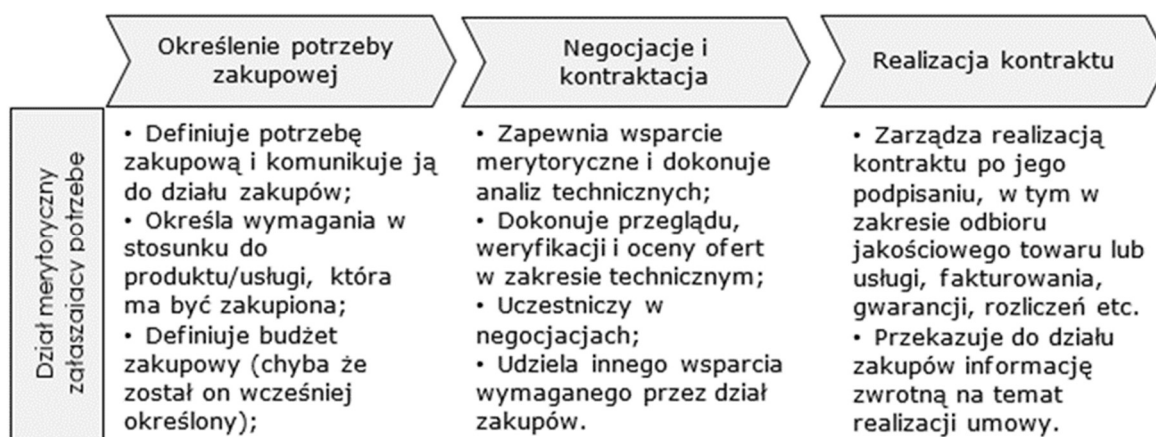 Określenie potrzeby
zakupowej
Negocjacje i
kontraktacja
Realizacja kontraktu
Dział merytoryczny
zgłaszający potrzebe
• Definiuje potrzebę
zakupową i komunikuje ją
do działu zakupów;
• Określa wymagania w
stosunku do
produktu/usługi, która
ma być zakupiona;
• Definiuje budżet
zakupowy (chyba że
został on wcześniej
określony);
• Zapewnia wsparcie
merytoryczne i dokonuje
analiz technicznych;
• Dokonuje przeglądu,
weryfikacji i oceny ofert
w zakresie technicznym;
• Uczestniczy w
negocjacjach;
• Udziela innego wsparcia
wymaganego przez dział
zakupów.
• Zarządza realizacją
kontraktu po jego
podpisaniu, w tym w
zakresie odbioru
jakościowego towaru lub
usługi, fakturowania,
gwarancji, rozliczeń etc.
• Przekazuje do działu
zakupów informację
zwrotną na temat
realizacji umowy.